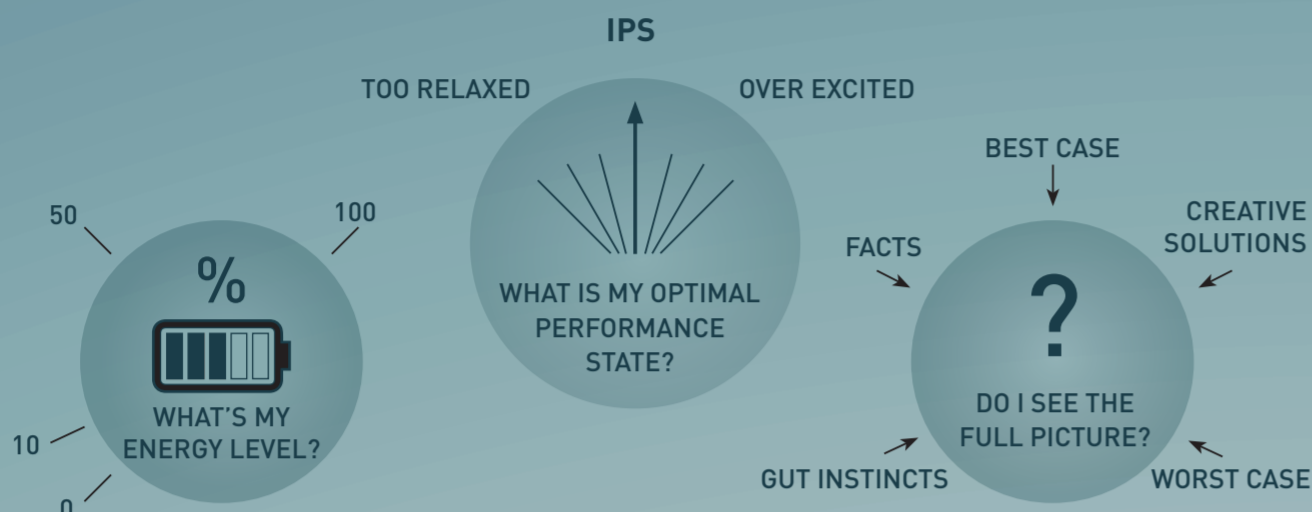 IPS
TOO RELAXED
OVER EXCITED
WHAT IS MY OPTIMAL
PERFORMANCE
STATE?
50
100
%
WHAT'S MY
ENERGY LEVEL?
10
0
BEST CASE
FACTS
CREATIVE
SOLUTIONS
?
DO I SEE THE
FULL PICTURE?
GUT INSTINCTS
WORST CASE